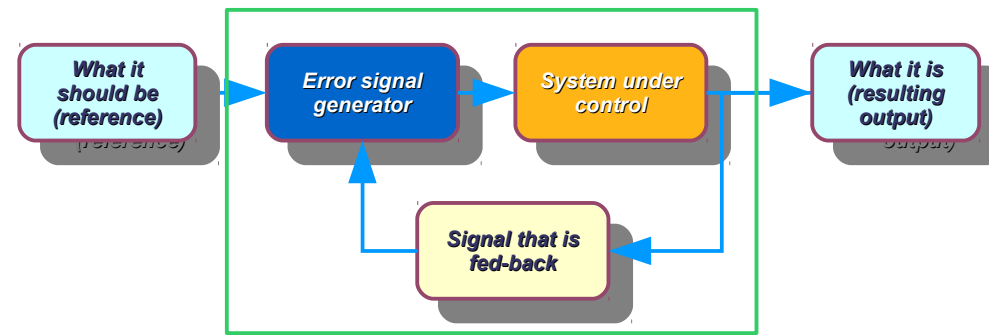 What it
should be
(reference)
Error signal
generator
System under
control
What it is
(resulting
output)
Signal that is
fed-back